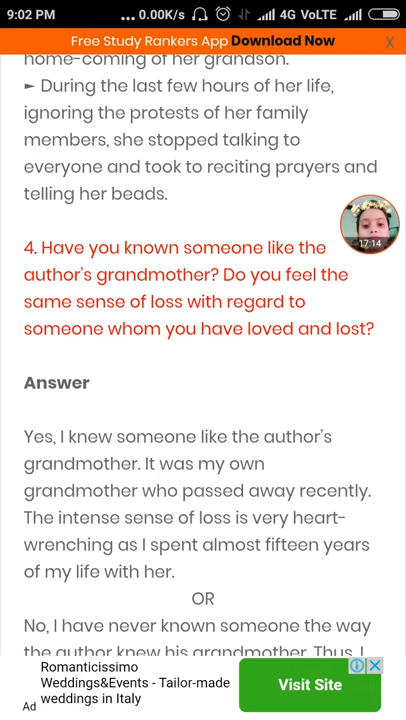 9:02 PM ... 0.00K/s 4G VoLTE
Free Study Rankers App Download Now X
home-coming of her grandson.
► During the last few hours of her life,
ignoring the protests of her family
members, she stopped talking to
everyone and took to reciting prayers and
telling her beads.
17:14
4. Have you known someone like the
author's grandmother? Do you feel the
same sense of loss with regard to
someone whom you have loved and lost?
Answer
Yes, I knew someone like the author's
grandmother. It was my own
grandmother who passed away recently.
The intense sense of loss is very heart-
wrenching as I spent almost fifteen years
of my life with her.
OR
No, I have never known someone the way
the author knew his grandmother. Thus, I
Romanticissimo
Weddings&Events - Tailor-made
Ad weddings in Italy
Visit Site